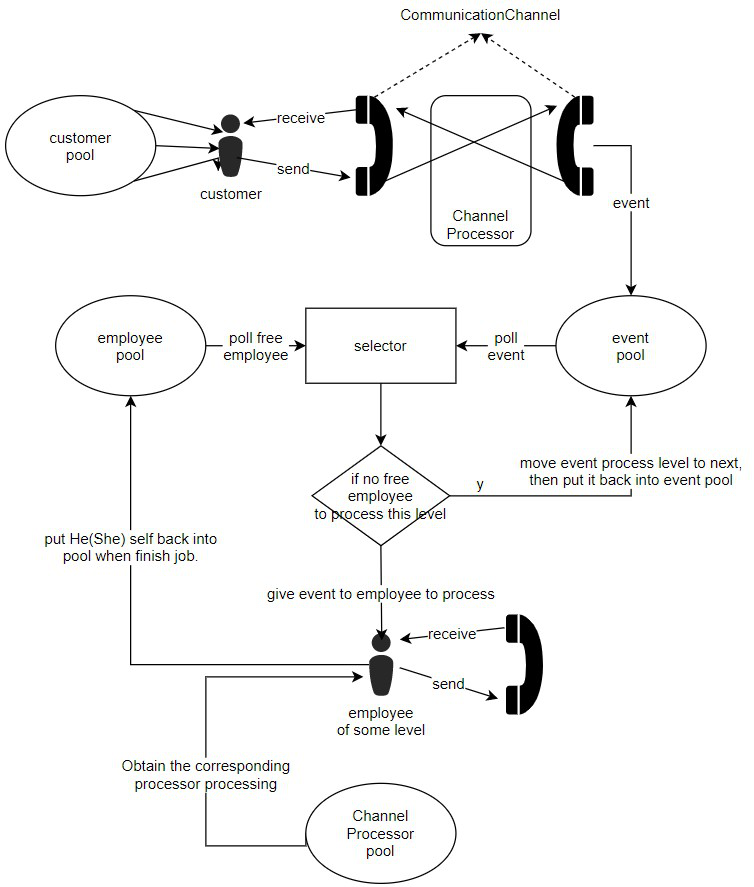 CommunicationChannel
customer
pool
receive
send
customer
Channel
Processor
event
employee
pool
poll free
employee
selector
poll
event
event
pool
if no free
employee
to process this level
y
move event process level to next,
then put it back into event pool
put He(She) self back into
pool when finish job.
give event to employee to process
receive
send
employee
of some level
Obtain the corresponding
processor processing
Channel
Processor
pool